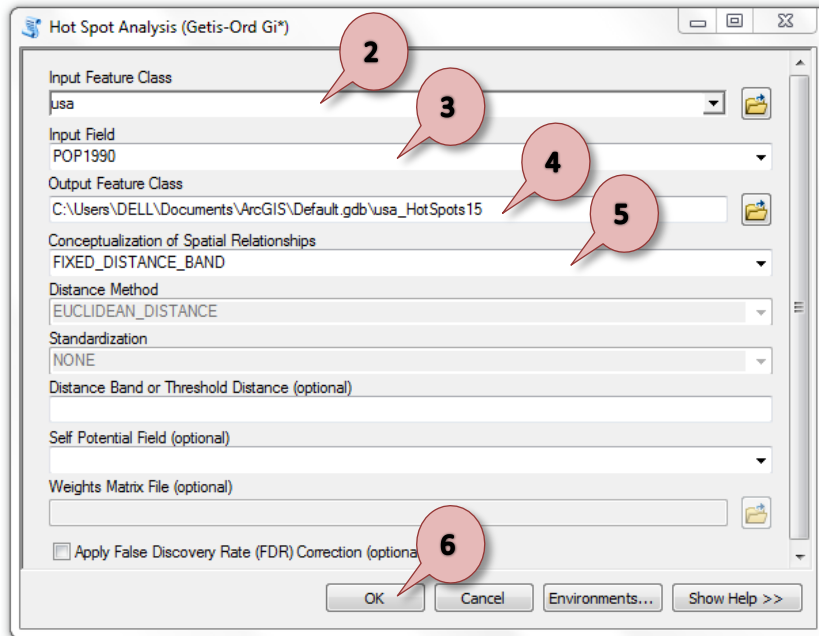 Hot Spot Analysis (Getis-Ord Gi*)
2
Input Feature Class
usa
3
Input Field
POP1990
4
Output Feature Class
C:\Users\DELL\Documents\ArcGIS\Default.gdb\usa_HotSpots15
5
Conceptualization of Spatial Relationships
FIXED_DISTANCE_BAND
Distance Method
EUCLIDEAN_DISTANCE
Standardization
NONE
Distance Band or Threshold Distance (optional)
Self Potential Field (optional)
Weights Matrix File (optional)
Apply False Discovery Rate (FDR) Correction (optiona
6
OK Cancel Environments... Show Help >>